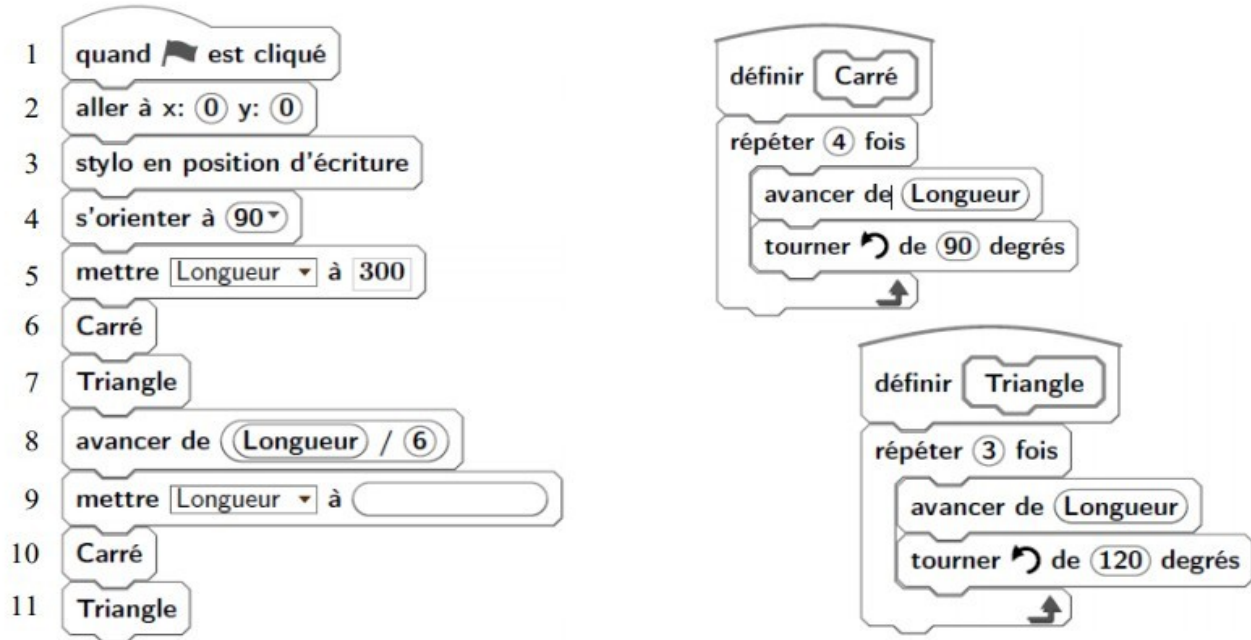 1 quand est cliqué
2 aller à x: 0 y: 0
3 stylo en position d'écriture
4 s'orienter à 90
5 mettre Longueur à 300
6 Carré
7 Triangle
8 avancer de Longueur / 6
9 mettre Longueur à
10 Carré
11 Triangle
définir Carré
répéter 4 fois
avancer de Longueur
tourner de 90 degrés
définir Triangle
répéter 3 fois
avancer de Longueur
tourner de 120 degrés